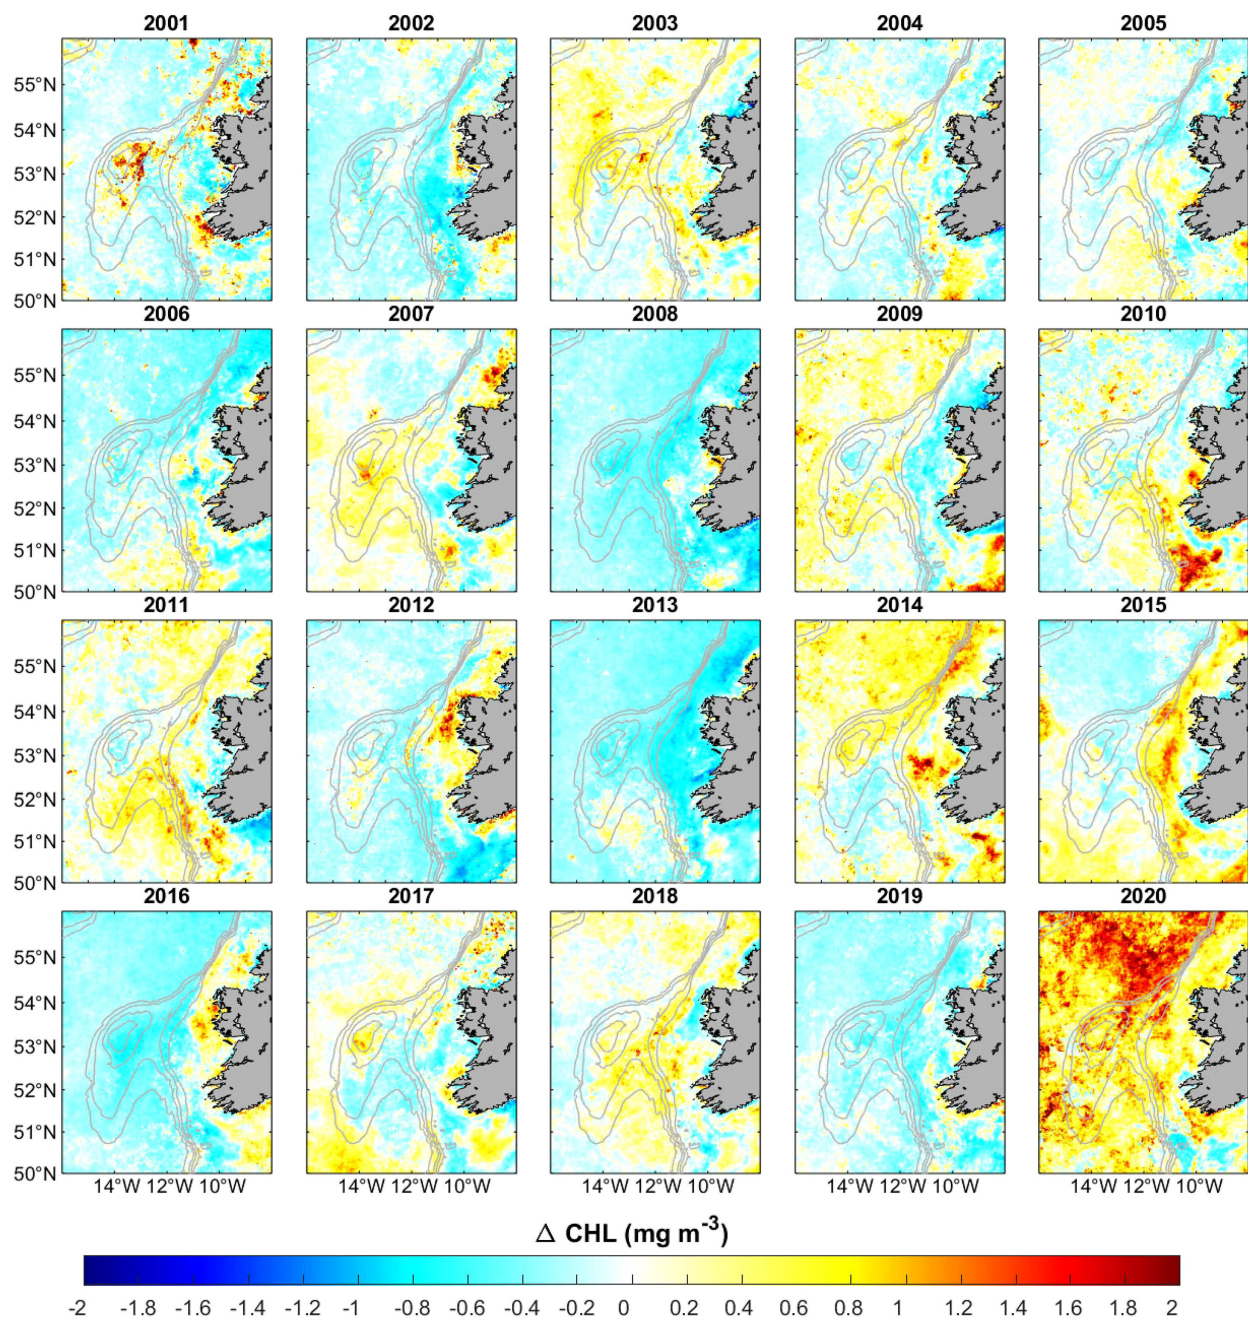 2001 2002 2003 2004 2005
55°N
54°N
53°N
52°N
51°N
50°N
2006 2007 2008 2009 2010
55°N
54°N
53°N
52°N
51°N
50°N
2011 2012 2013 2014 2015
55°N
54°N
53°N
52°N
51°N
50°N
2016 2017 2018 2019 2020
55°N
54°N
53°N
52°N
51°N
50°N
14°W 12°W 10°W 14°W 12°W 10°W 14°W 12°W 10°W 14°W 12°W 10°W 14°W 12°W 10°W
Δ CHL (mg m⁻³)
-2 -1.8 -1.6 -1.4 -1.2 -1 -0.8 -0.6 -0.4 -0.2 0 0.2 0.4 0.6 0.8 1 1.2 1.4 1.6 1.8 2